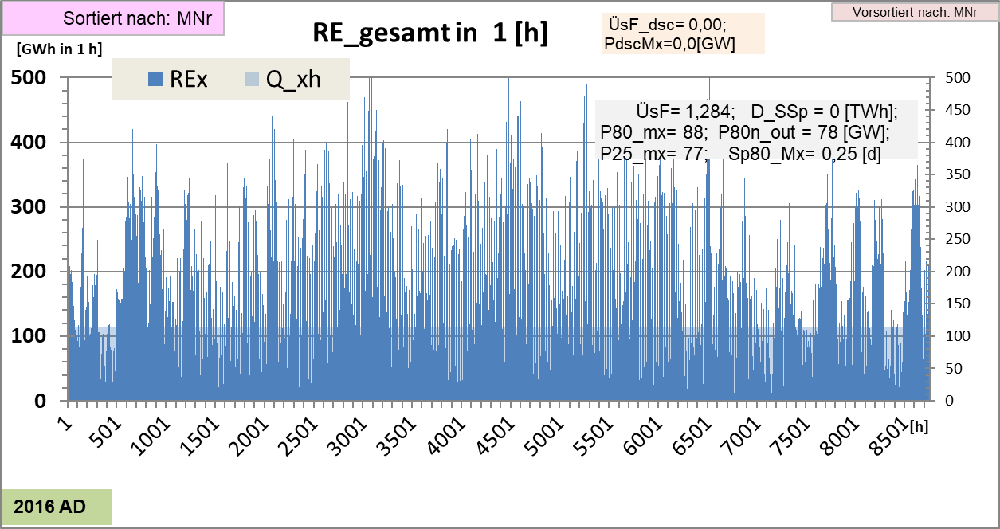 Sortiert nach: MNr
Vorsortiert nach: MNr
RE_gesamt in 1 [h]
ÜsF_dsc= 0,00;
PdscMx=0,0[GW]
[GWh in 1 h]
REx Q_xh
500
400
300
200
100
0
500
450
400
350
300
250
200
150
100
50
0
ÜsF= 1,284; D_SSp = 0 [TWh];
P80_mx= 88; P80n_out = 78 [GW];
P25_mx= 77; Sp80_Mx= 0,25 [d]
1 501 1001 1501 2001 2501 3001 3501 4001 4501 5001 5501 6001 6501 7001 7501 8001 8501 [h]
2016 AD